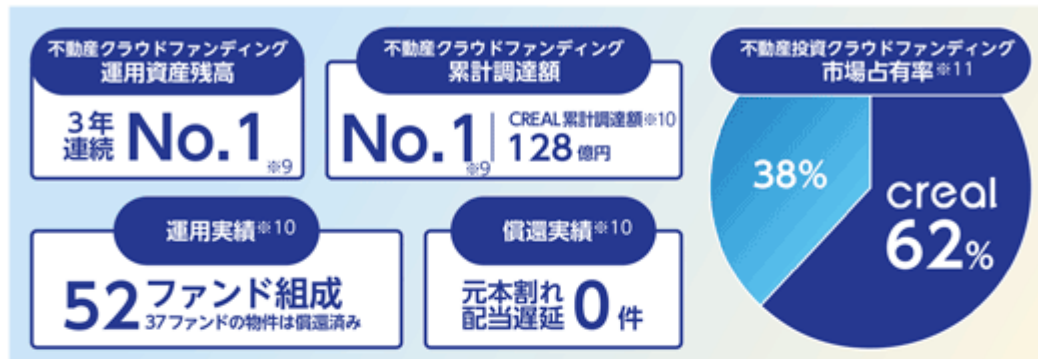 不動産クラウドファンディング
運用資産残高
3年
連続
No.1
※9
不動産クラウドファンディング
累計調達額
No.1
※9
CREAL累計調達額※10
128億円
不動産投資クラウドファンディング
市場占有率※11
38%
creal
62%
運用実績※10
52
ファンド組成
37ファンドの物件は償還済み
償還実績※10
元本割れ
配当遅延
0件